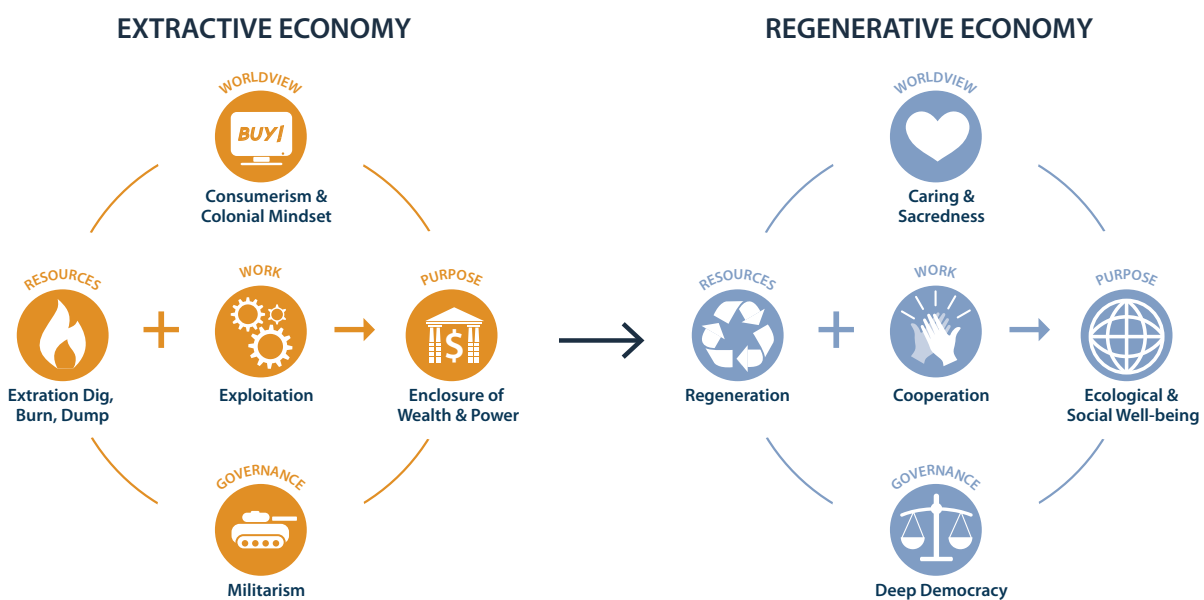 EXTRACTIVE ECONOMY
WORLDVIEW
BUY|
Consumerism &
Colonial Mindset
RESOURCES
Extration Dig,
Burn, Dump
WORK
Exploitation
PURPOSE
$
Enclosure of
Wealth & Power
GOVERNANCE
Militarism
REGENERATIVE ECONOMY
WORLDVIEW
Caring &
Sacredness
RESOURCES
Regeneration
WORK
Cooperation
PURPOSE
Ecological &
Social Well-being
GOVERNANCE
Deep Democracy